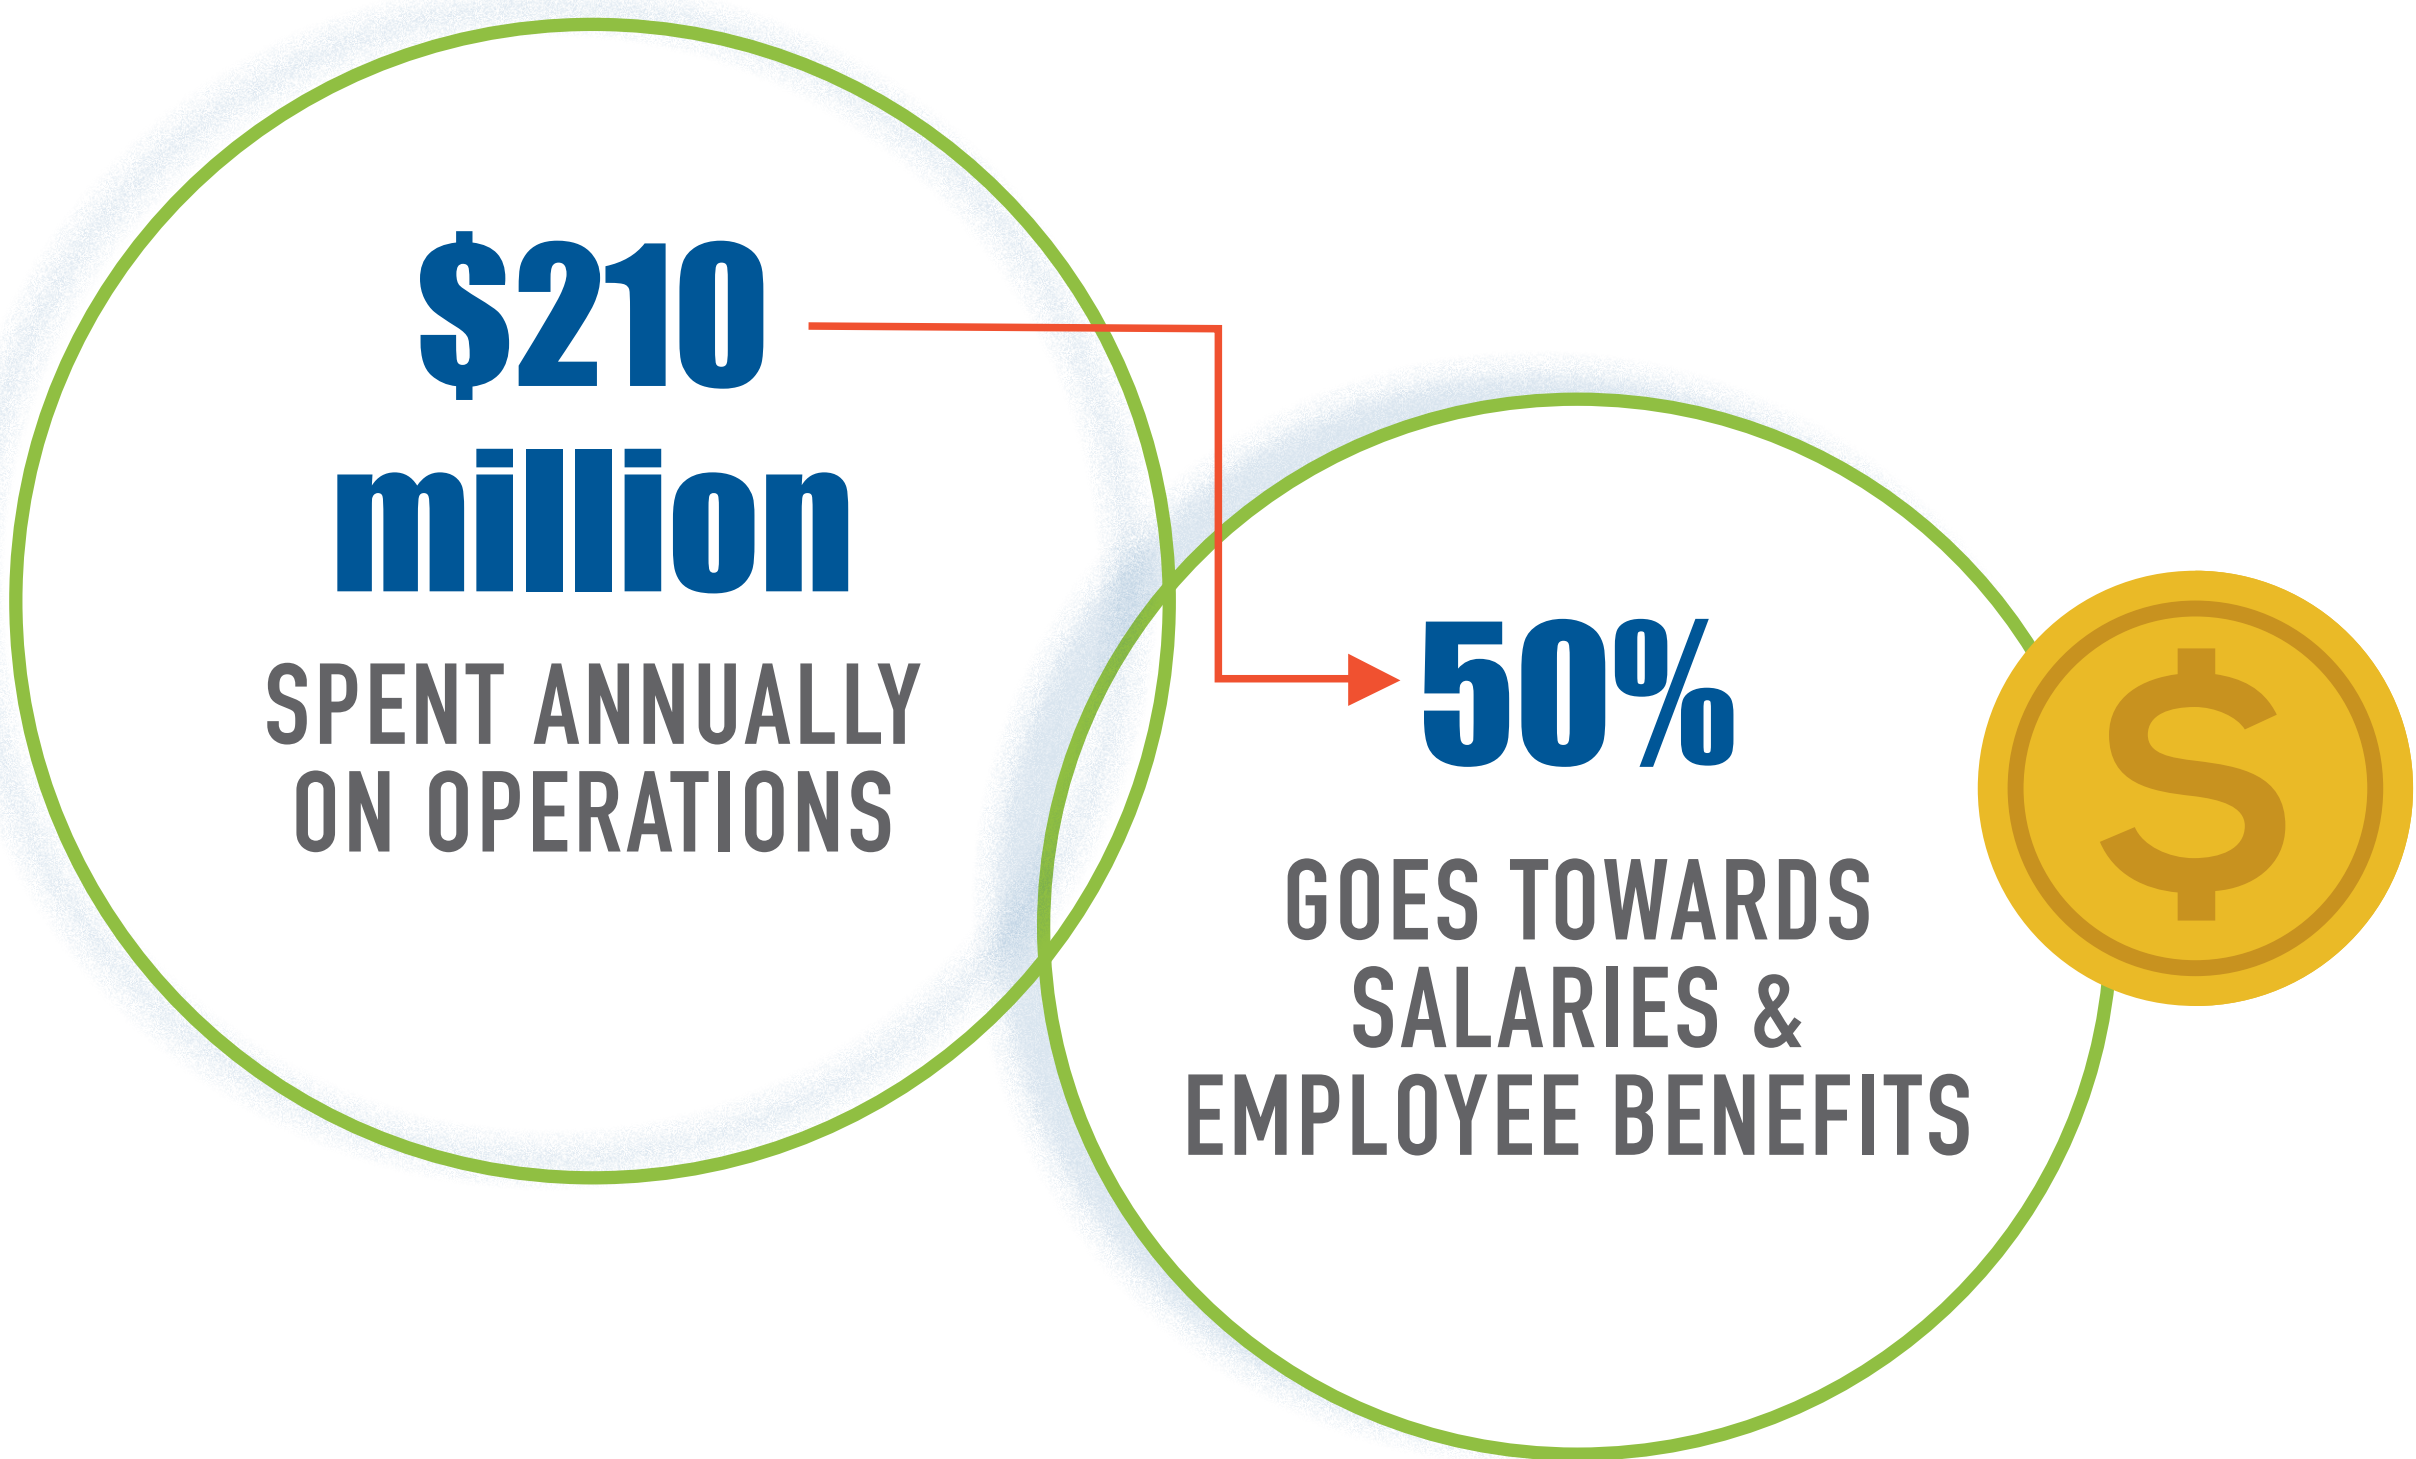 $210
million
SPENT ANNUALLY
ON OPERATIONS
50%
GOES TOWARDS
SALARIES &
EMPLOYEE BENEFITS
$